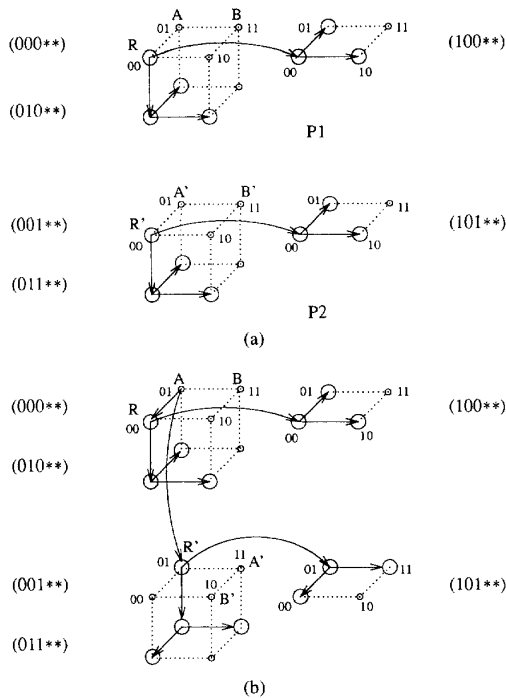 A B
(000**) 01 11 01 11 (100**)
R
00 10 00 10
(010**)
P1
A' B'
(001**) 01 11 01 11 (101**)
R'
00 10 00 10
(011**)
P2
(a)
A B
(000**) 01 11 01 11 (100**)
R
00 10 00 10
(010**)
R'
01 11 A' 01 11
(001**) 00 10 B' 00 10 (101**)
(011**)
(b)